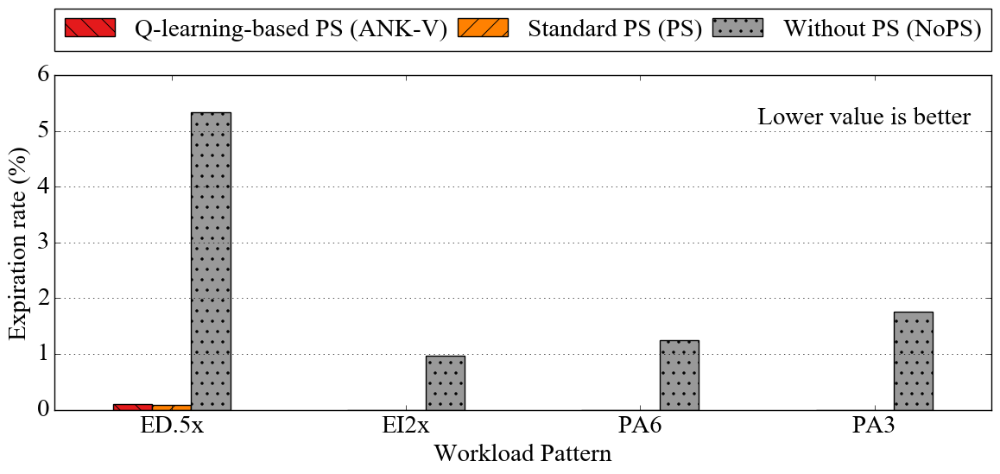 Q-learning-based PS (ANK-V) Standard PS (PS) Without PS (NoPS)
Lower value is better
Expiration rate (%)
6
5
4
3
2
1
0
ED.5x EI2x PA6 PA3
Workload Pattern